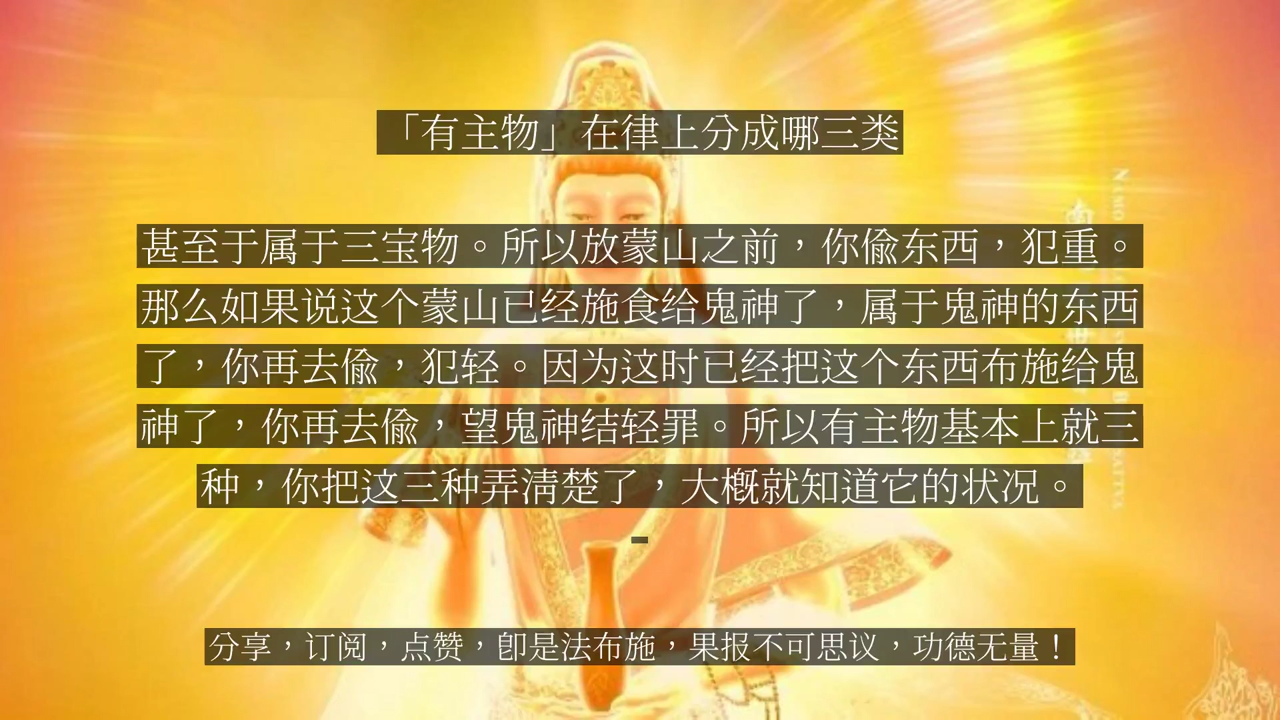 「有主物」在律上分成哪三类
甚至于属于三宝物。所以放蒙山之前，你偷东西，犯重。
那么如果说这个蒙山已经施食给鬼神了，属于鬼神的东西
了，你再去偷，犯轻。因为这时已经把这个东西布施给鬼
神了，你再去偷，望鬼神结轻罪。所以有主物基本上就三
种，你把这三种弄清楚了，大概就知道它的状况。
-
分享，订阅，点赞，即是法布施，果报不可思议，功德无量！
NAMO
南